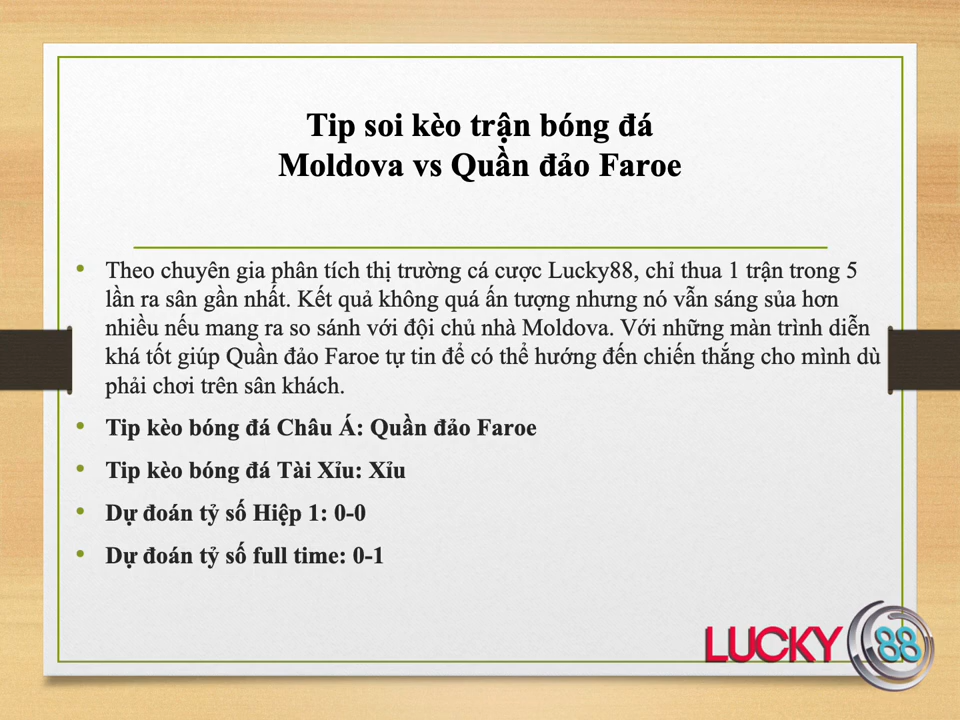 Tip soi kèo trận bóng đá
Moldova vs Quần đảo Faroe
• Theo chuyên gia phân tích thị trường cá cược Lucky88, chỉ thua 1 trận trong 5
lần ra sân gần nhất. Kết quả không quá ấn tượng nhưng nó vẫn sáng sủa hơn
nhiều nếu mang ra so sánh với đội chủ nhà Moldova. Với những màn trình diễn
khá tốt giúp Quần đảo Faroe tự tin để có thể hướng đến chiến thắng cho mình dù
phải chơi trên sân khách.
• Tip kèo bóng đá Châu Á: Quần đảo Faroe
• Tip kèo bóng đá Tài Xỉu: Xỉu
• Dự đoán tỷ số Hiệp 1: 0-0
• Dự đoán tỷ số full time: 0-1
LUCKY 88